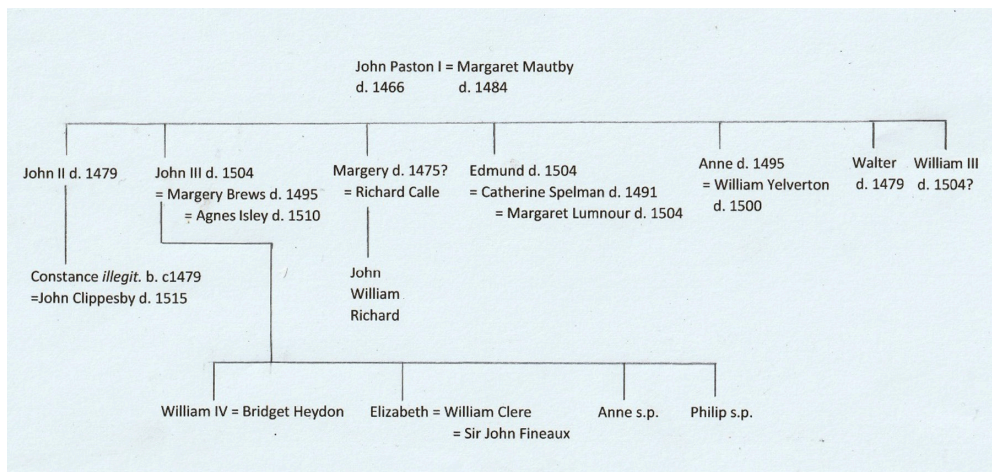 John Paston I = Margaret Mautby
d. 1466 d. 1484
John II d. 1479
John III d. 1504
= Margery Brews d. 1495
= Agnes Isley d. 1510
Margery d. 1475?
= Richard Calle
Edmund d. 1504
= Catherine Spelman d. 1491
= Margaret Lumnour d. 1504
Anne d. 1495
= William Yelverton
d. 1500
Walter
d. 1479
William III
d. 1504?
Constance illegit. b. c1479
=John Clippesby d. 1515
John
William
Richard
William IV = Bridget Heydon
Elizabeth = William Clere
= Sir John Fineaux
Anne s.p.
Philip s.p.